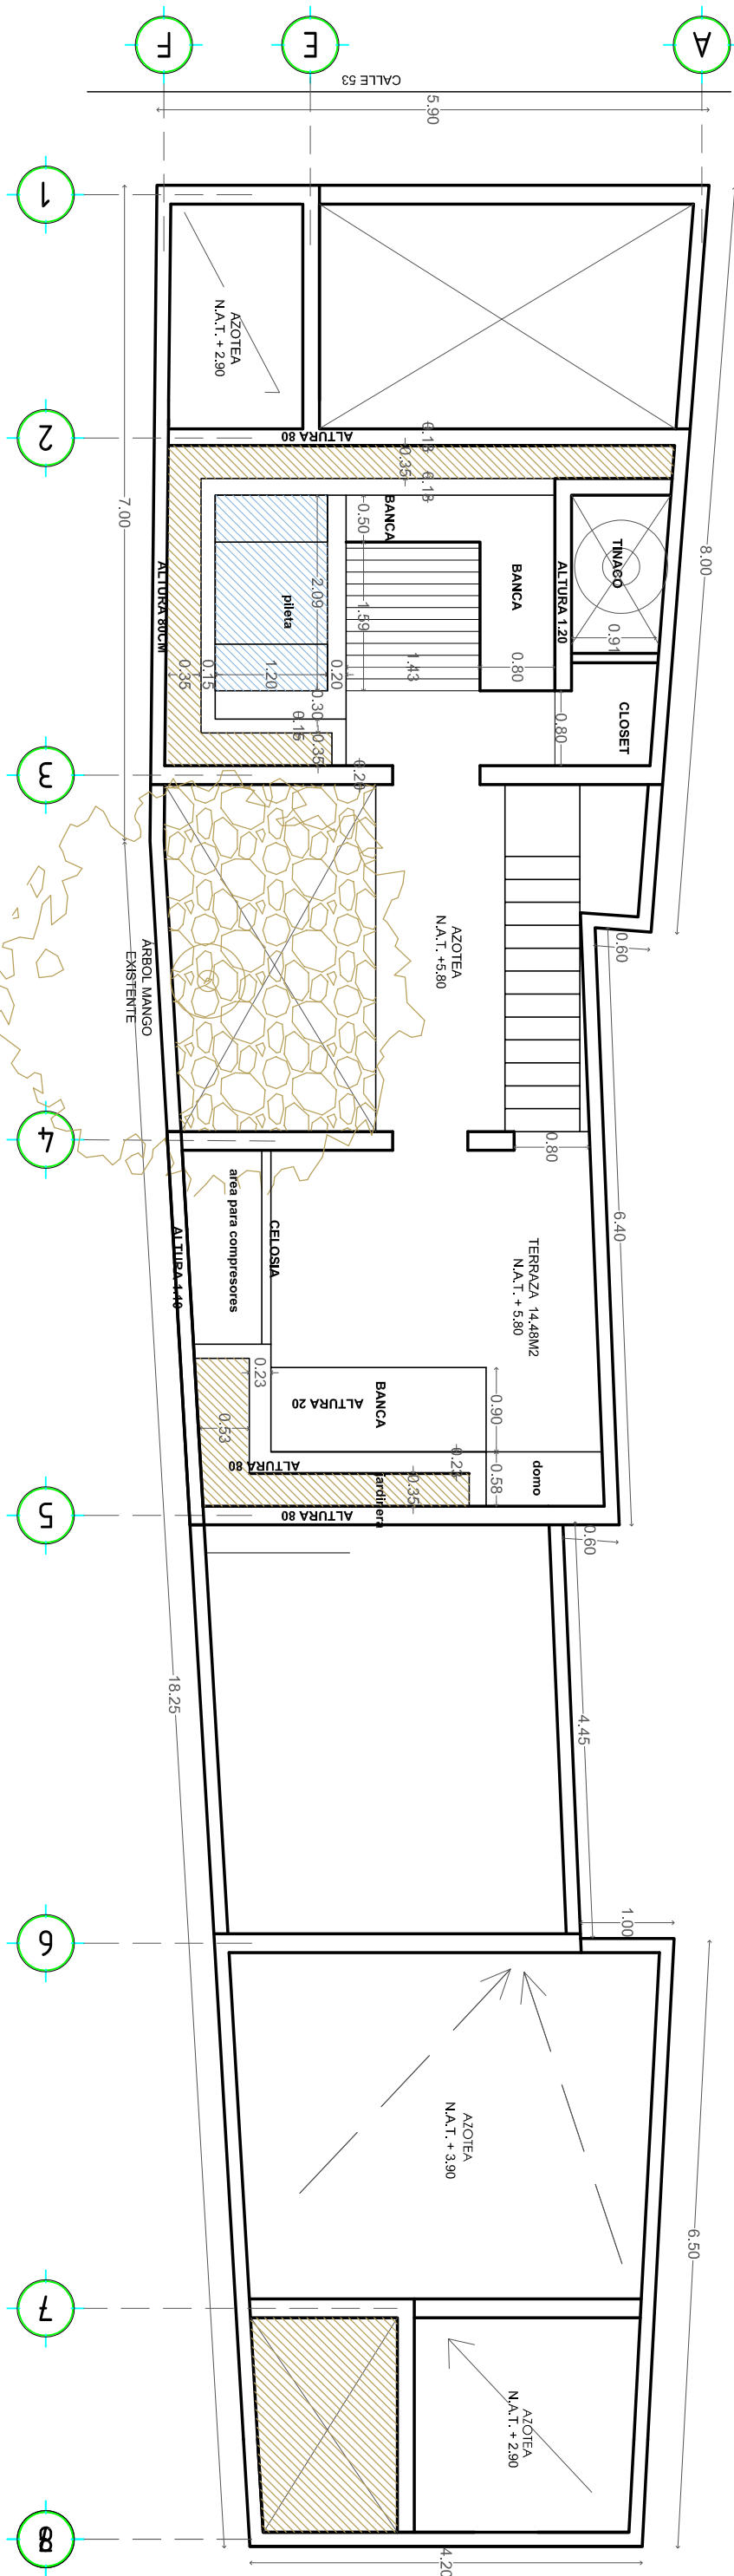 F
E
A
CALLE 53
5.90
1
AZOTEA
N.A.T. + 2.90
2
ALTURA 80
0.13
0.35
0.13
7.00
8.00
BANCA
0.50
BANCA
TINACO
ALTURA 1.20
ALTURA 80CM
pileta
2.09
1.59
0.91
0.35
0.15
1.20
0.20
1.43
0.80
0.30
0.15
0.35
0.80
CLOSET
3
0.20
AZOTEA
N.A.T. +5.80
0.60
ÁRBOL MANGO
EXISTENTE
4
0.80
area para compresores
CELOSIA
ALTURA 1.40
6.40
TERRAZA 14.48M2
N.A.T. + 5.80
0.23
BANCA
ALTURA 20
0.90
0.53
ALTURA 80
0.23
0.58
domo
jardinera
0.35
5
ALTURA 80
0.60
18.25
4.45
1.00
6
AZOTEA
N.A.T. + 3.90
6.50
7
AZOTEA
N.A.T. + 2.90
8
4.20